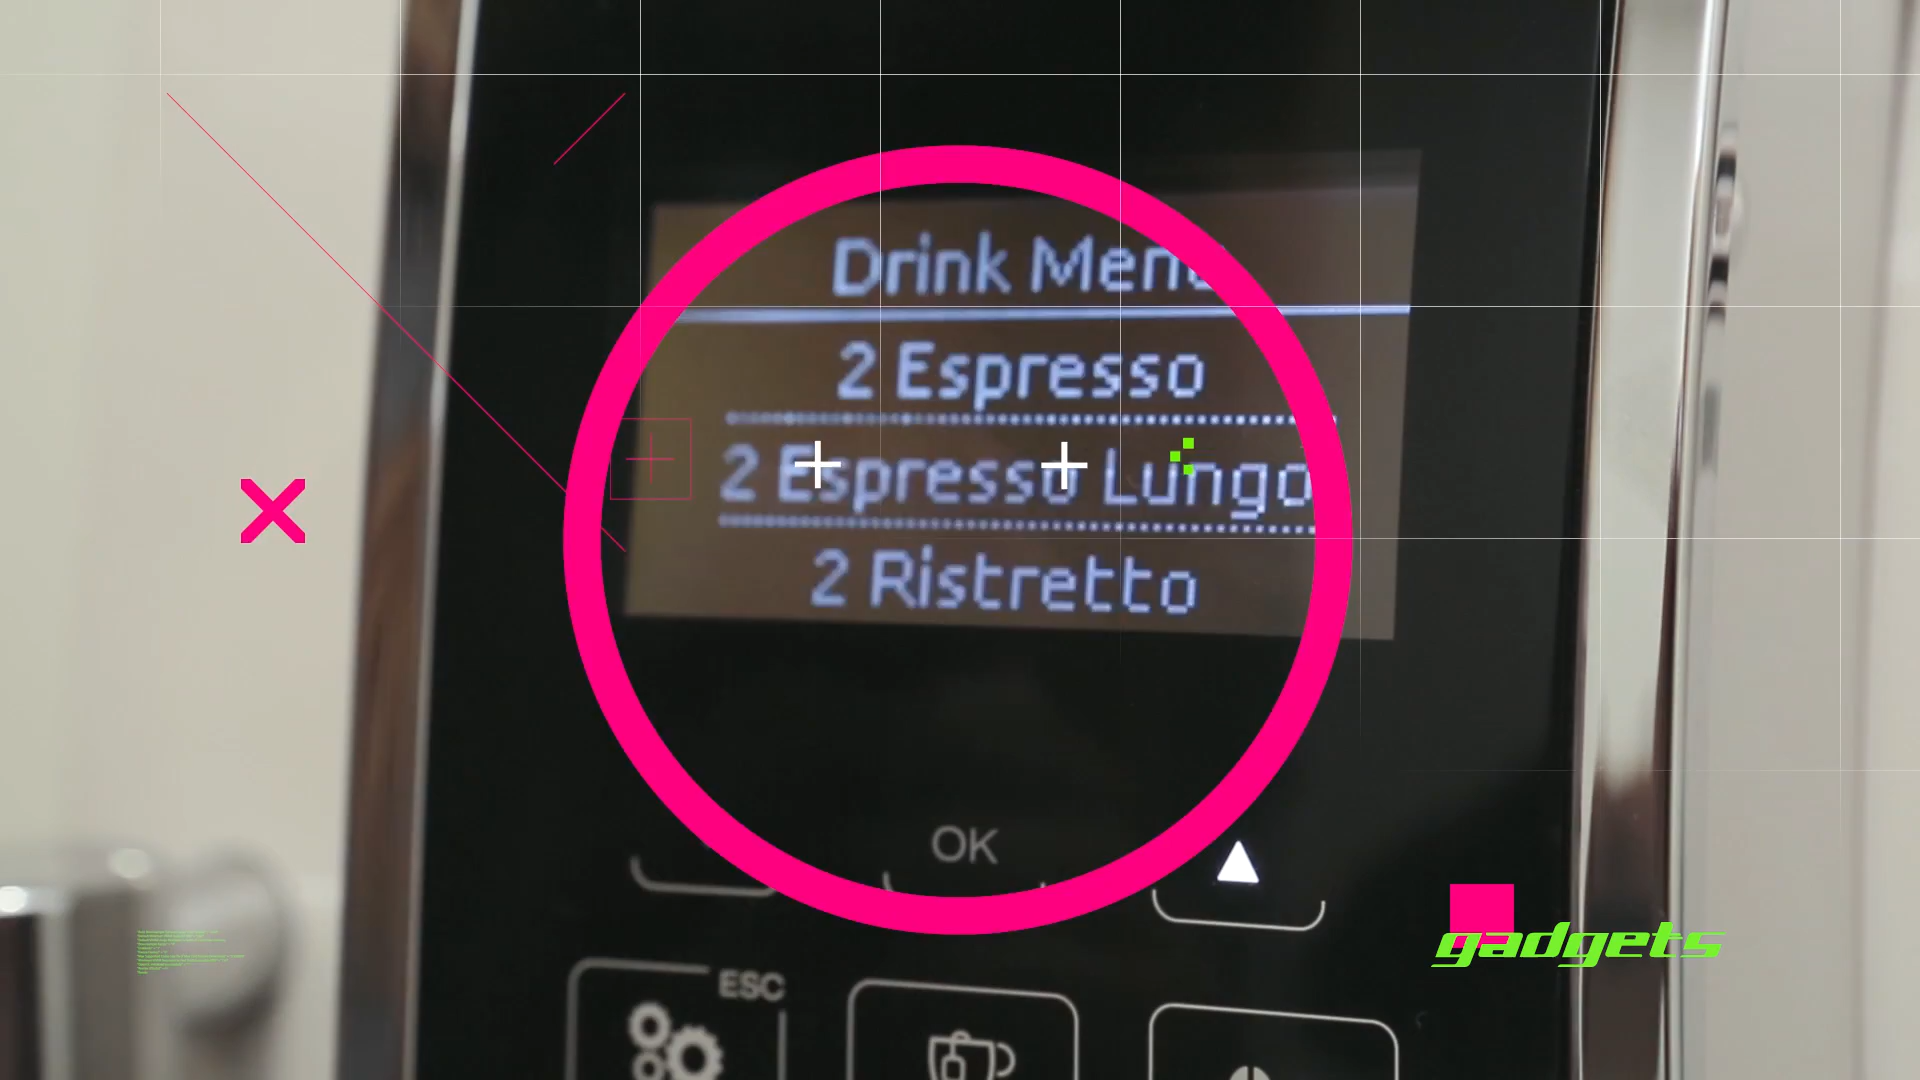 Drink Menu
2 Espresso
2 Espresso Lungo
2 Ristretto
OK
ESC
gadgets